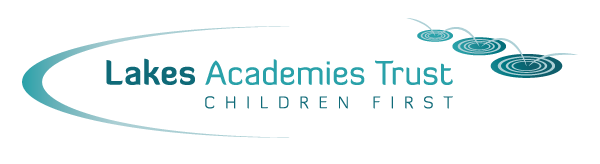 Lakes Academies Trust
CHILDREN FIRST